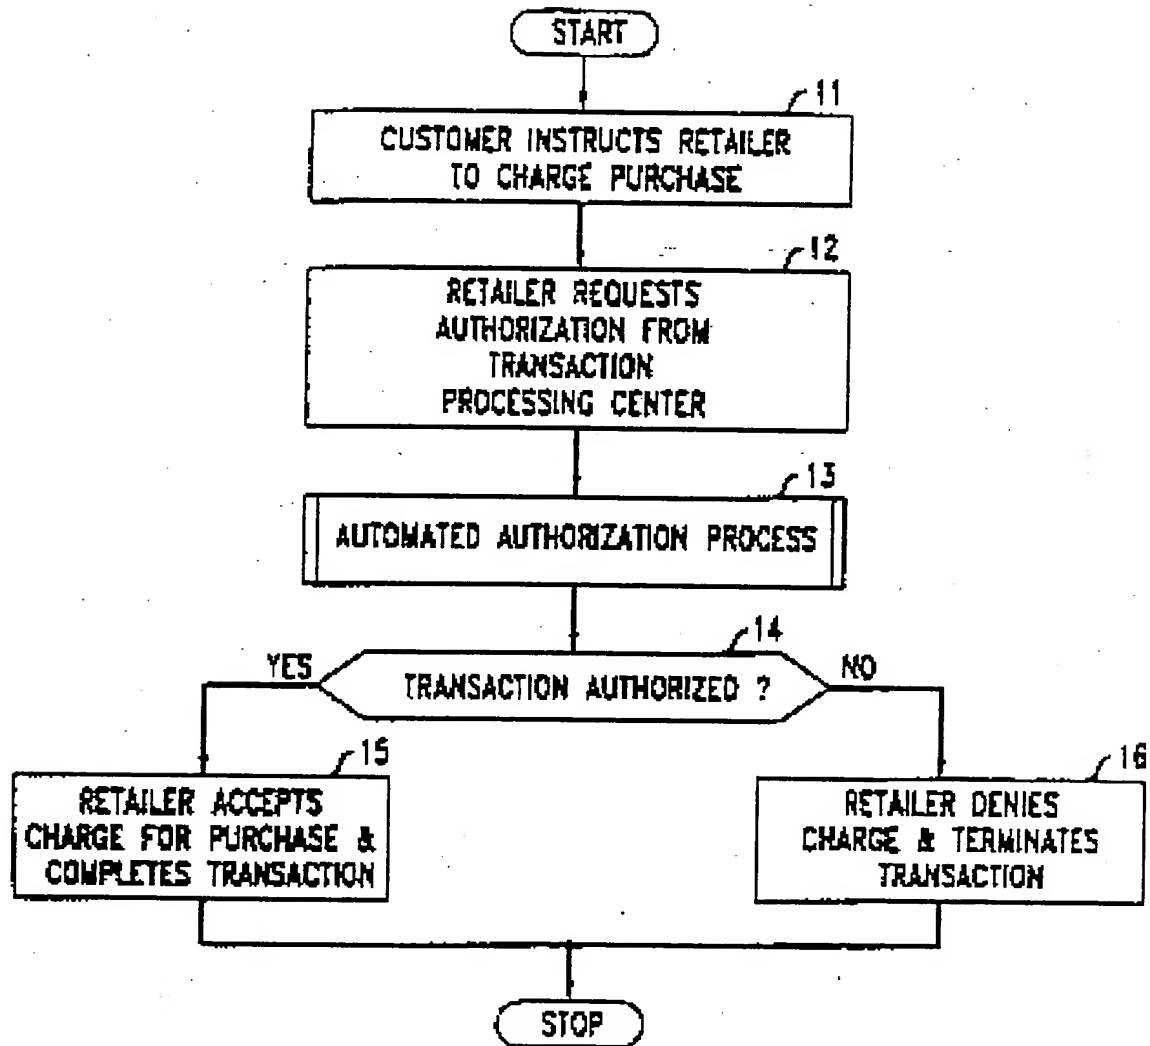 START
11
CUSTOMER INSTRUCTS RETAILER
TO CHARGE PURCHASE
12
RETAILER REQUESTS
AUTHORIZATION FROM
TRANSACTION
PROCESSING CENTER
13
AUTOMATED AUTHORIZATION PROCESS
14
YES
TRANSACTION AUTHORIZED ?
NO
15
RETAILER ACCEPTS
CHARGE FOR PURCHASE &
COMPLETES TRANSACTION
16
RETAILER DENIES
CHARGE & TERMINATES
TRANSACTION
STOP